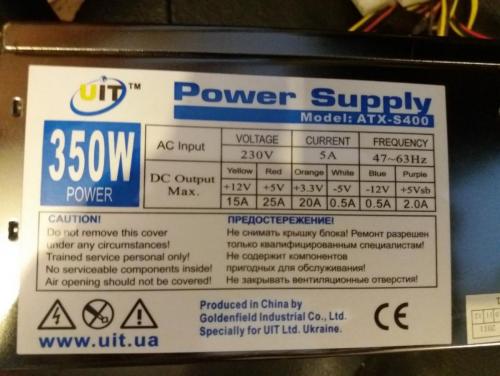 UIT™
Power Supply
Model: ATX-S400
350W
POWER
AC Input
VOLTAGE CURRENT FREQUENCY
230V 5A 47~63Hz
DC Output
Max.
Yellow Red Orange White Blue Purple
+12V +5V +3.3V -5V -12V +5Vsb
15A 25A 20A 0.5A 0.5A 2.0A
CAUTION!
Do not remove this cover
under any circumstances!
Trained service personal only!
No serviceable components inside!
Air opening should not be covered!
ПРЕДОСТЕРЕЖЕНИЕ!
Не снимать крышку блока! Ремонт разрешен
только квалифицированным специалистам!
Не содержит компонентов
пригодных для обслуживания!
Не закрывать вентиляционные отверстия!
Produced in China by
Goldenfield Industrial Co., Ltd.
Specially for UIT Ltd. Ukraine.
CE
www.uit.ua
2011